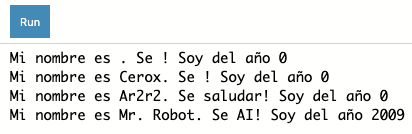 Run
Mi nombre es . Se ! Soy del año 0
Mi nombre es Cerox. Se ! Soy del año 0
Mi nombre es Ar2r2. Se saludar! Soy del año 0
Mi nombre es Mr. Robot. Se AI! Soy del año 2009